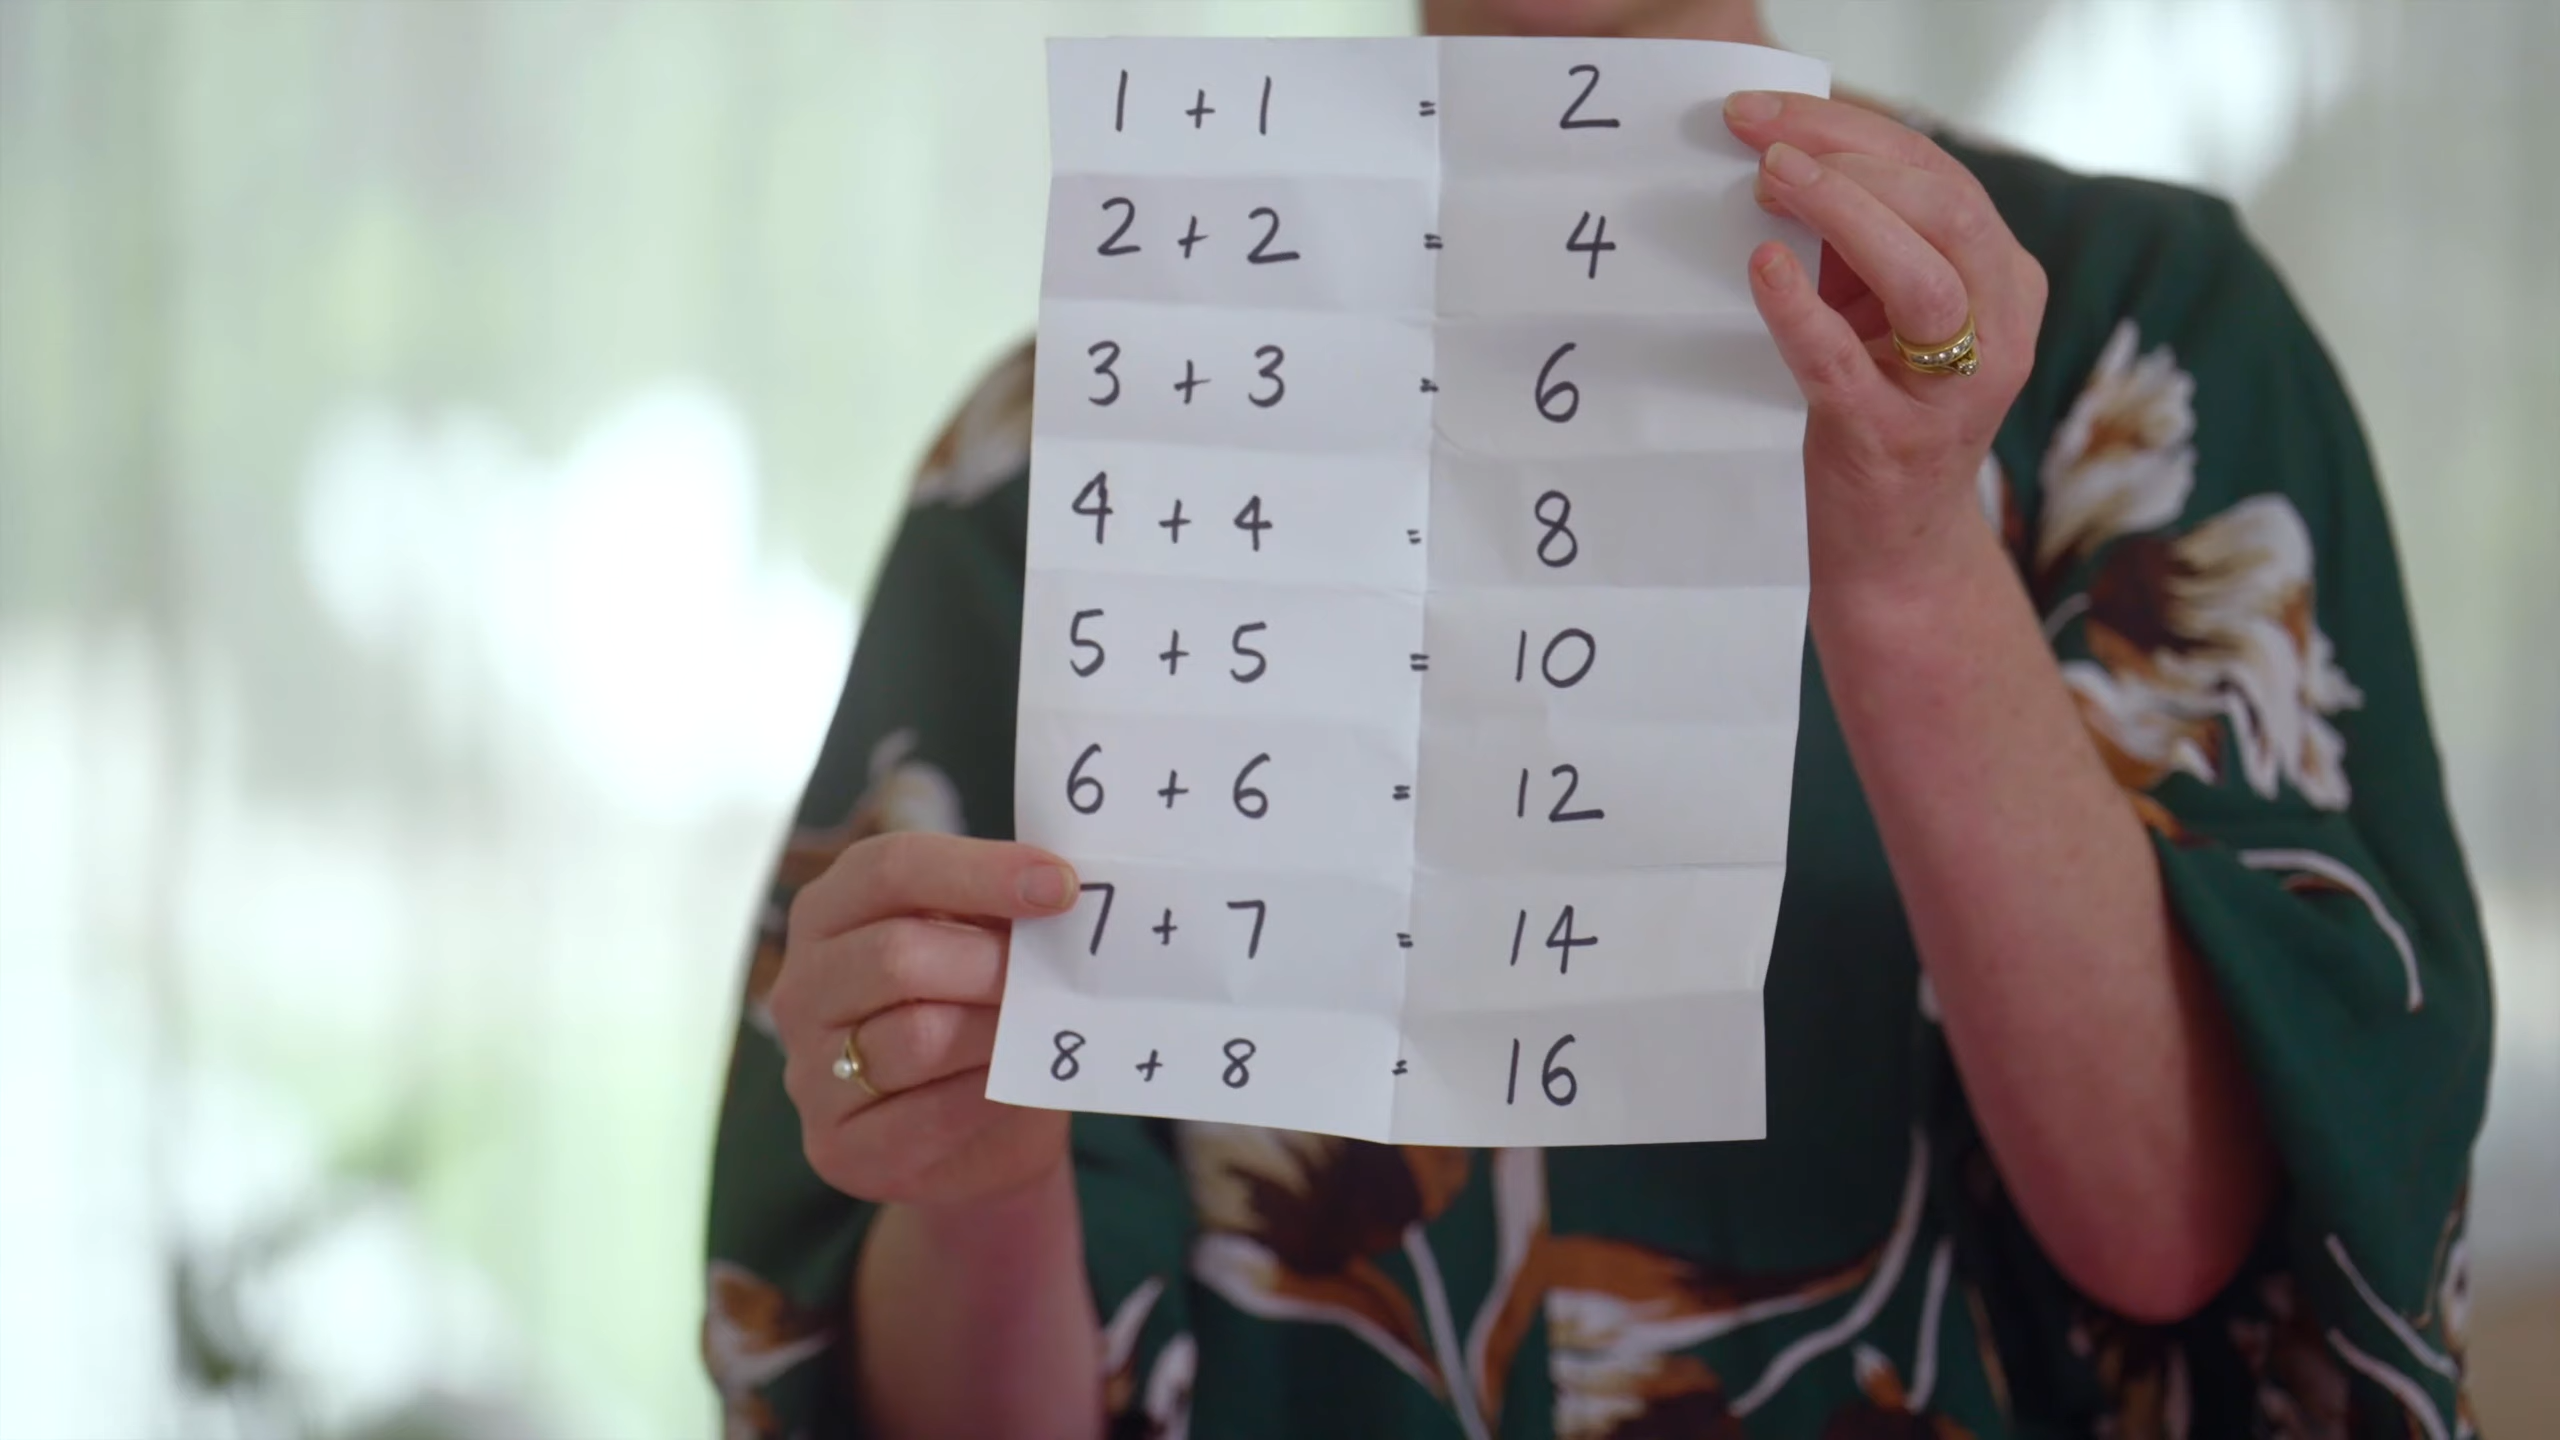 1 + 1 = 2
2 + 2 = 4
3 + 3 = 6
4 + 4 = 8
5 + 5 = 10
6 + 6 = 12
7 + 7 = 14
8 + 8 = 16